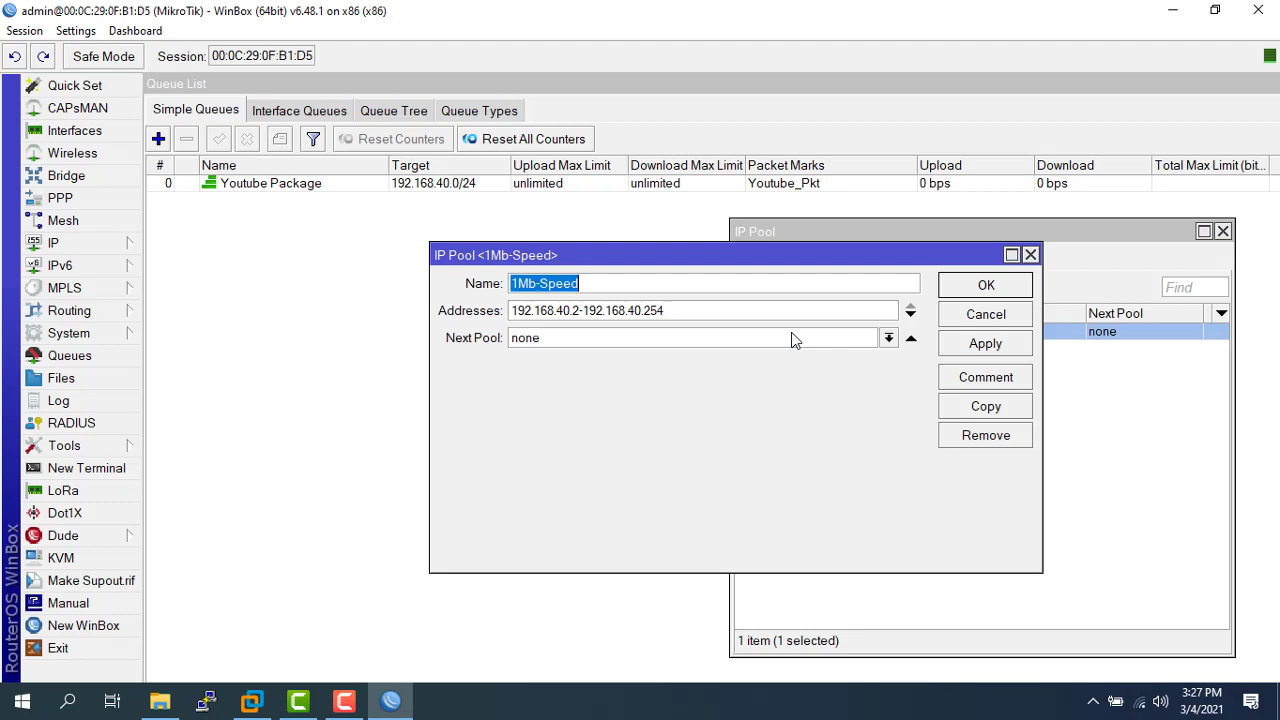 admin@00:0C:29:0F:B1:D5 (MikroTik) - WinBox (64bit) v6.48.1 on x86 (x86)
Session Settings Dashboard
Safe Mode Session: 00:0C:29:0F:B1:D5
Quick Set
CAPsMAN
Interfaces
Wireless
Bridge
PPP
Mesh
IP
IPv6
MPLS
Routing
System
Queues
Files
Log
RADIUS
Tools
New Terminal
LoRa
Dot1X
Dude
KVM
Make Supout.rif
Manual
New WinBox
Exit
RouterOS WinBox
Queue List
Simple Queues Interface Queues Queue Tree Queue Types
Reset Counters Reset All Counters
# Name Target Upload Max Limit Download Max Limit Packet Marks Upload Download Total Max Limit (bit...
0 Youtube Package 192.168.40.0/24 unlimited unlimited Youtube_Pkt 0 bps 0 bps
IP Pool
Find
Next Pool
none
1 item (1 selected)
IP Pool <1Mb-Speed>
Name: 1Mb-Speed
Addresses: 192.168.40.2-192.168.40.254
Next Pool: none
OK
Cancel
Apply
Comment
Copy
Remove
3:27 PM
3/4/2021